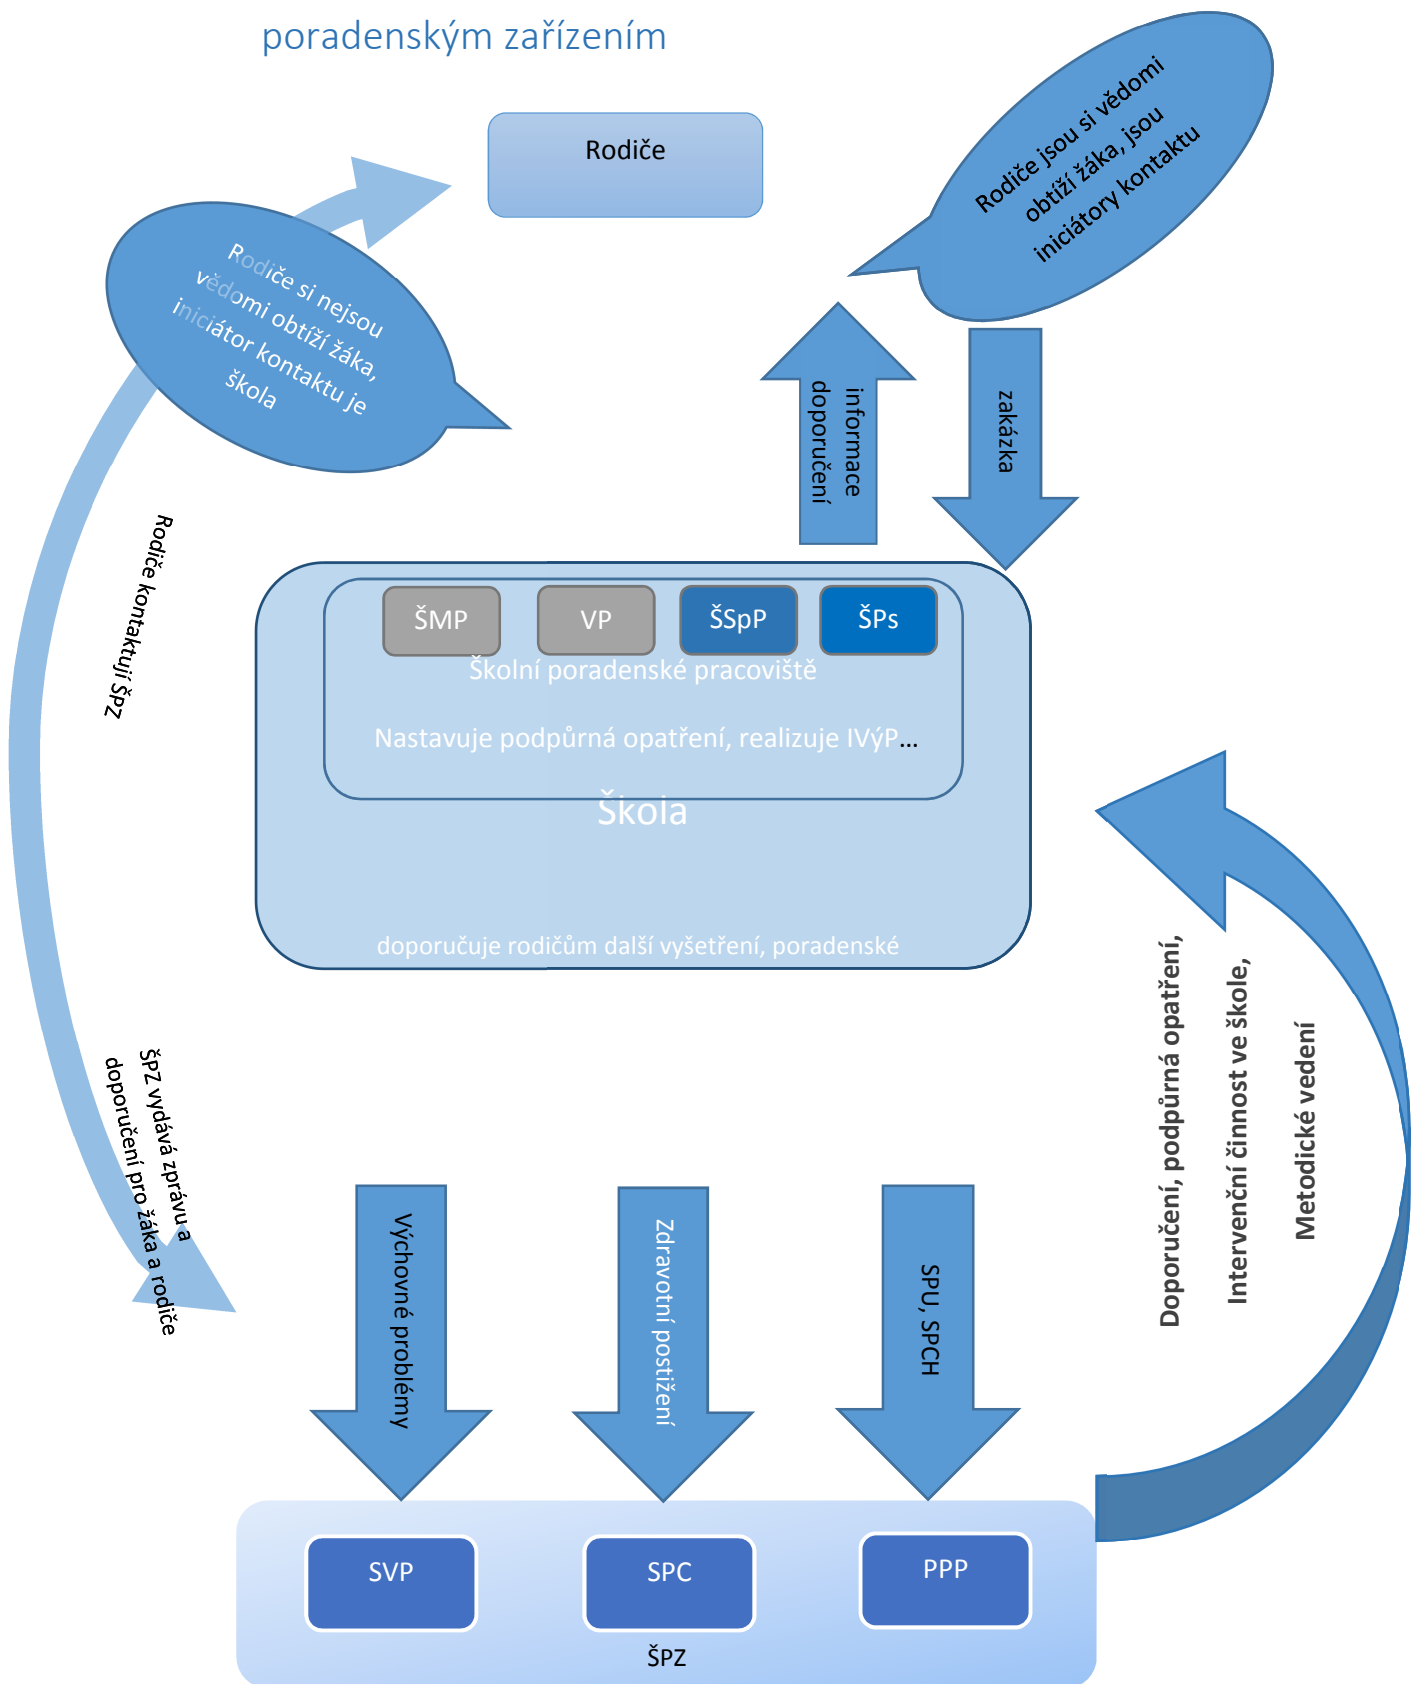 poradenským zařízením
Rodiče
Rodiče jsou si vědomi
obtíží žáka, jsou
iniciátory kontaktu
Rodiče si nejsou
vědomi obtíží žáka,
iniciátor kontaktu je
škola
informace
doporučení
zakázka
Rodiče kontaktují ŠPZ
ŠMP
VP
ŠSpP
ŠPs
Školní poradenské pracoviště
Nastavuje podpůrná opatření, realizuje IVýP...
Škola
doporučuje rodičům další vyšetření, poradenské
Doporučení, podpůrná opatření,
Intervenční činnost ve škole,
Metodické vedení
ŠPZ vydává zprávu a
doporučení pro žáka a rodiče
Výchovné problémy
Zdravotní postižení
SPU, SPCH
SVP
SPC
PPP
ŠPZ